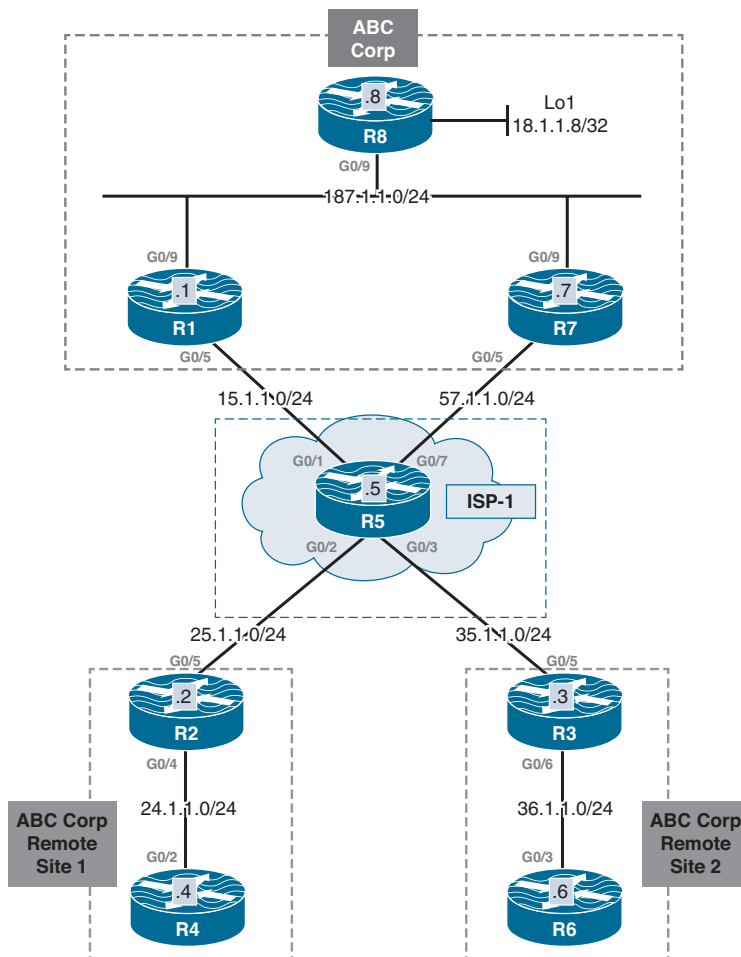 ABC
Corp
.8
R8
Lo1
18.1.1.8/32
G0/9
187.1.1.0/24
G0/9
G0/9
.1
R1
.7
R7
G0/5
G0/5
15.1.1.0/24
57.1.1.0/24
G0/1
G0/7
.5
R5
ISP-1
G0/2
G0/3
25.1.1.0/24
35.1.1.0/24
G0/5
G0/5
.2
R2
.3
R3
G0/4
G0/6
ABC Corp
Remote
Site 1
24.1.1.0/24
36.1.1.0/24
ABC Corp
Remote
Site 2
G0/2
G0/3
.4
R4
.6
R6